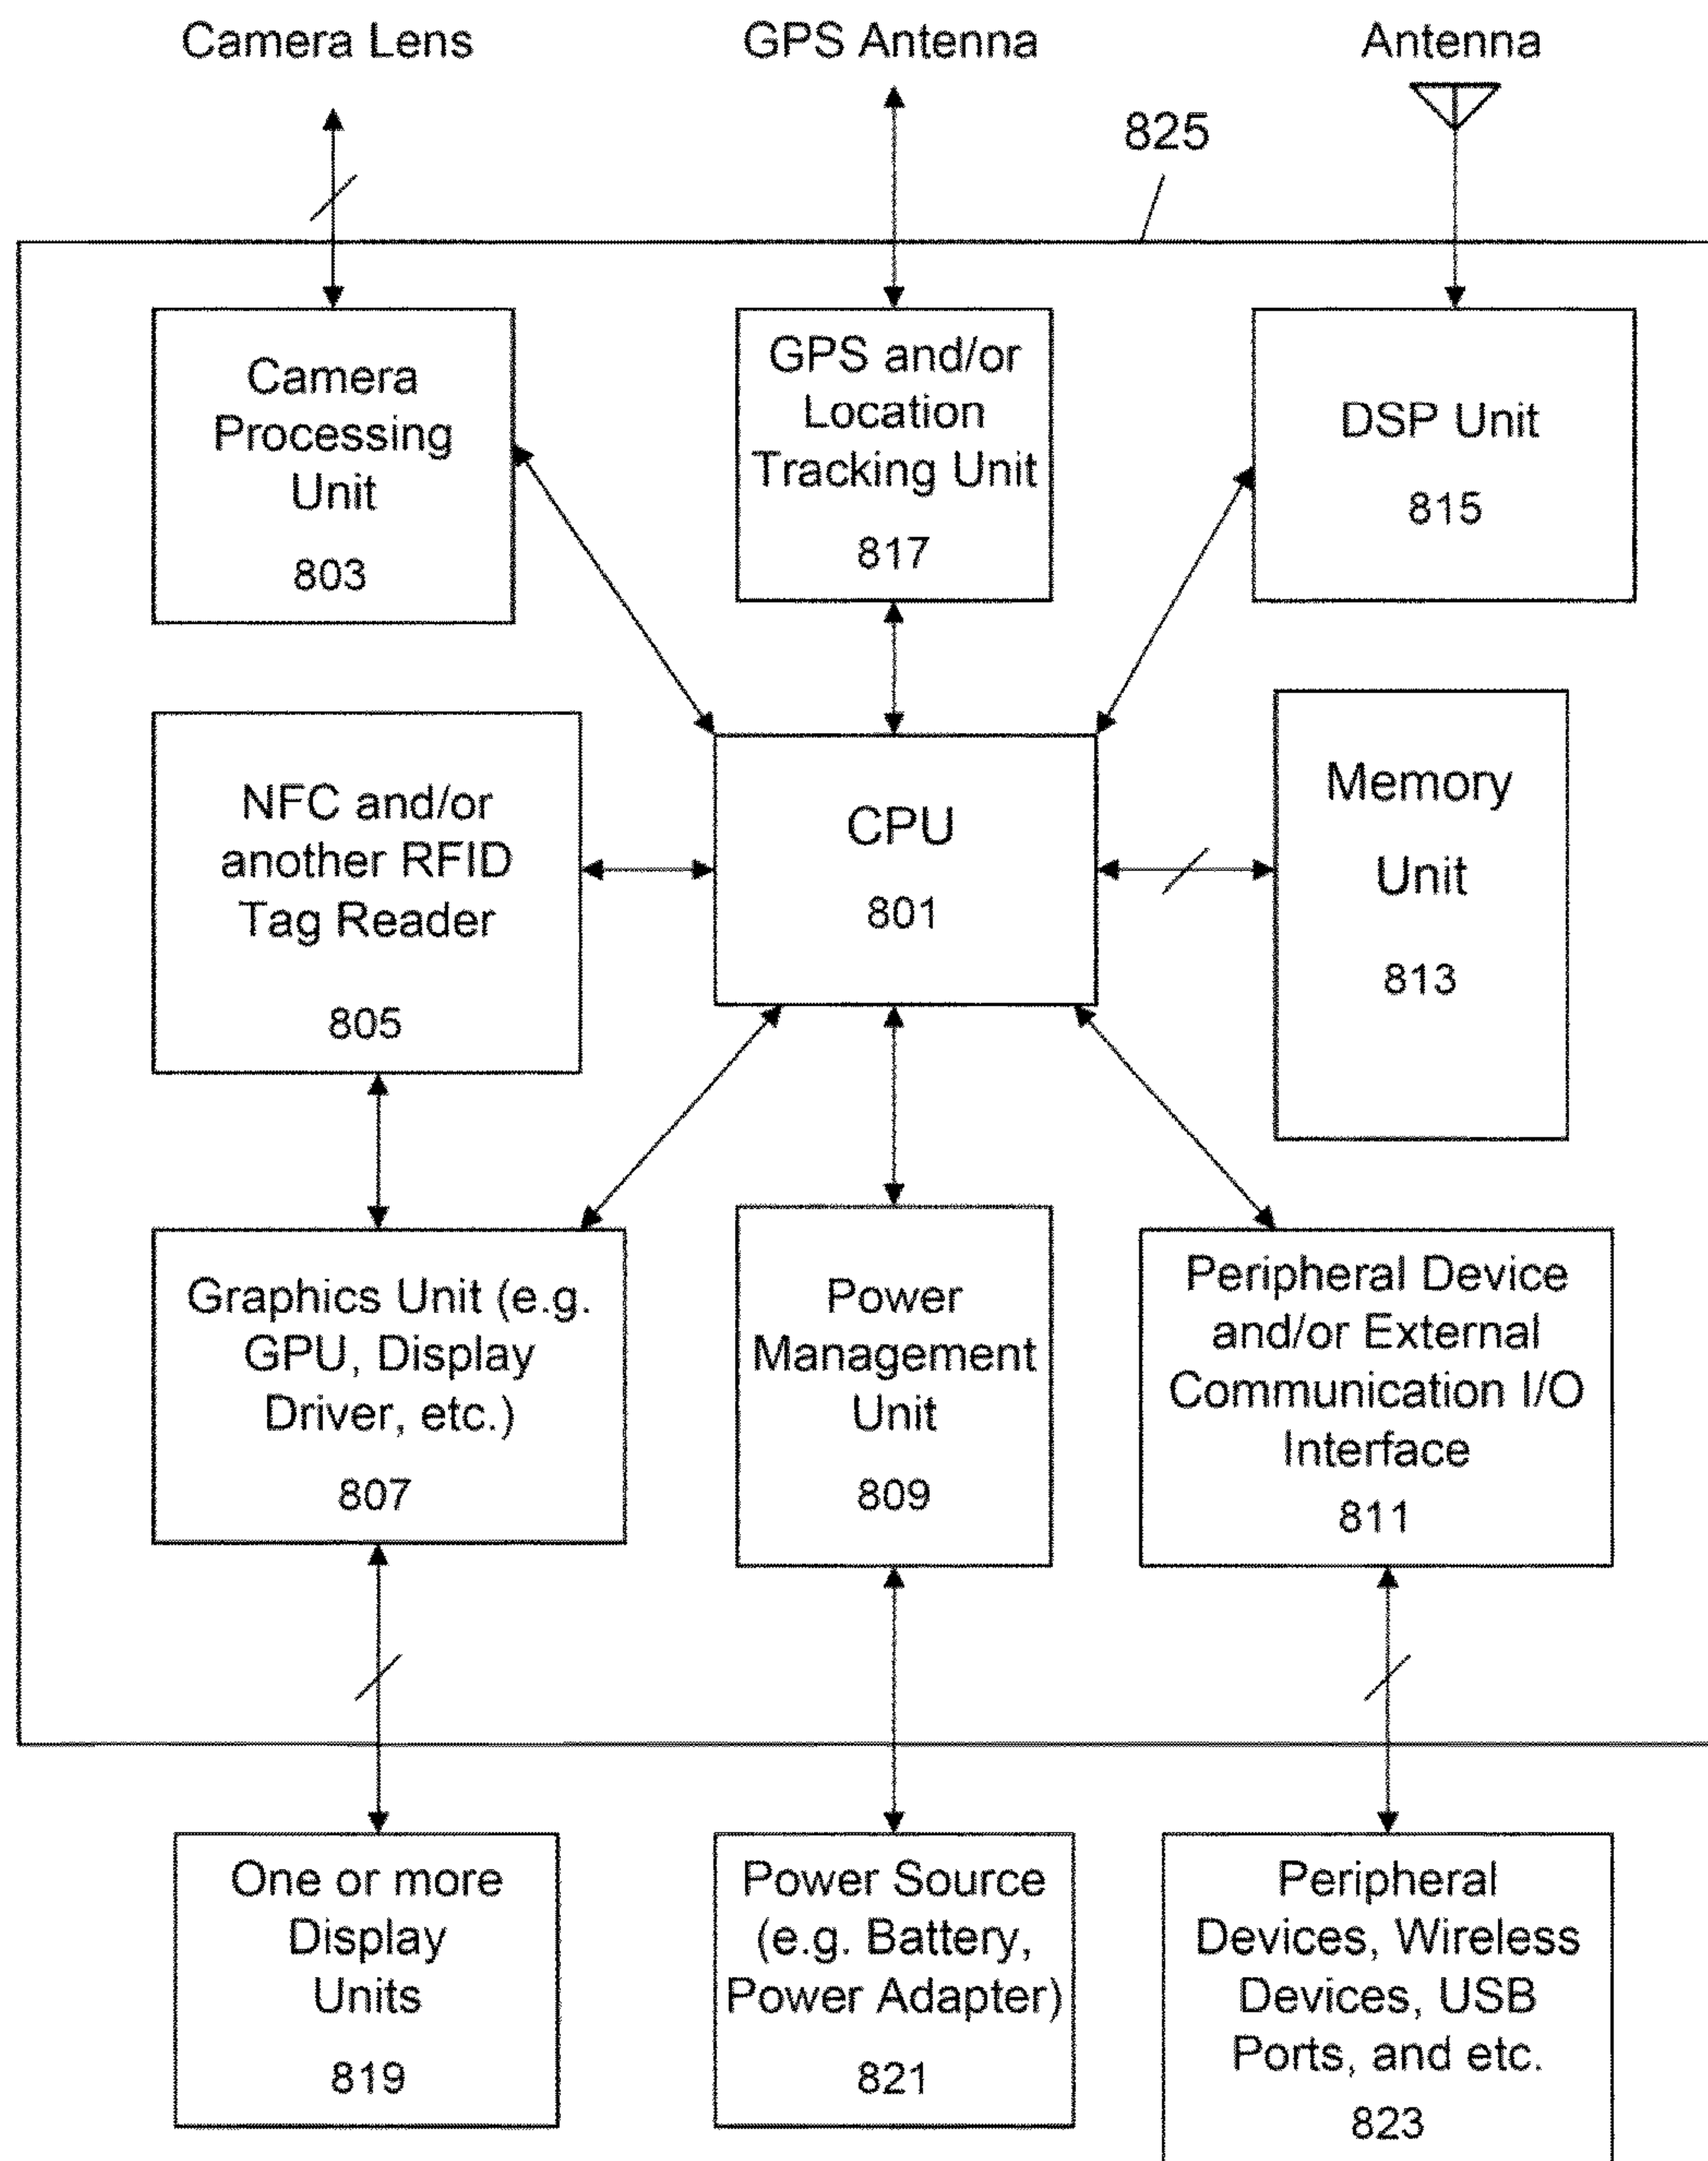 Camera Lens
GPS Antenna
Antenna
825
Camera
Processing
Unit
803
GPS and/or
Location
Tracking Unit
817
DSP Unit
815
NFC and/or
another RFID
Tag Reader
805
CPU
801
Memory
Unit
813
Graphics Unit (e.g.
GPU, Display
Driver, etc.)
807
Power
Management
Unit
809
Peripheral Device
and/or External
Communication I/O
Interface
811
One or more
Display
Units
819
Power Source
(e.g. Battery,
Power Adapter)
821
Peripheral
Devices, Wireless
Devices, USB
Ports, and etc.
823